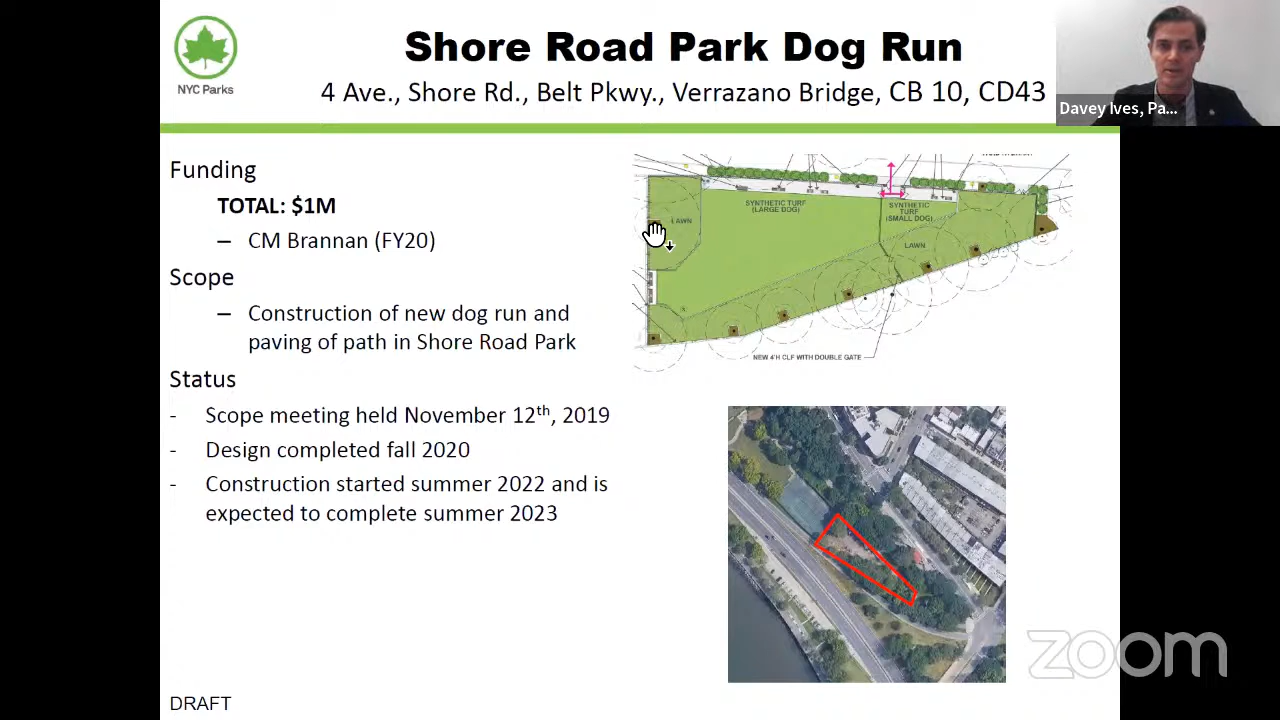 Shore Road Park Dog Run
4 Ave., Shore Rd., Belt Pkwy., Verrazano Bridge, CB 10, CD43
NYC Parks
Davey Ives, Pa...
Funding
TOTAL: $1M
– CM Brannan (FY20)
Scope
– Construction of new dog run and
paving of path in Shore Road Park
Status
- Scope meeting held November 12th, 2019
- Design completed fall 2020
- Construction started summer 2022 and is
expected to complete summer 2023
SYNTHETIC TURF
(LARGE DOG)
LAWN
SYNTHETIC
TURF
(SMALL DOG)
LAWN
NEW 4'H CLF WITH DOUBLE GATE
zoom
DRAFT